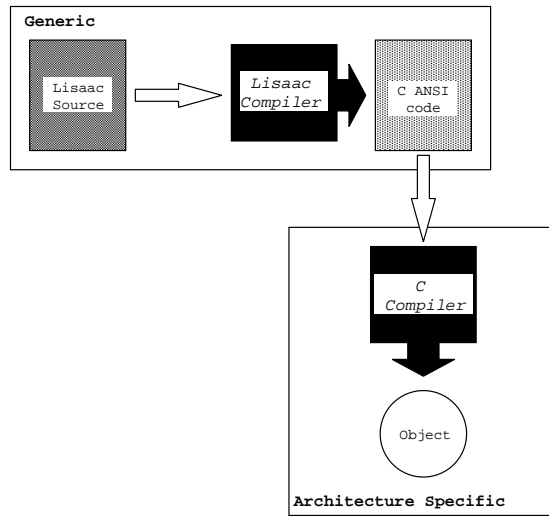 Generic
Lisaac
Source
Lisaac
Compiler
C ANSI
code
C
Compiler
Object
Architecture Specific